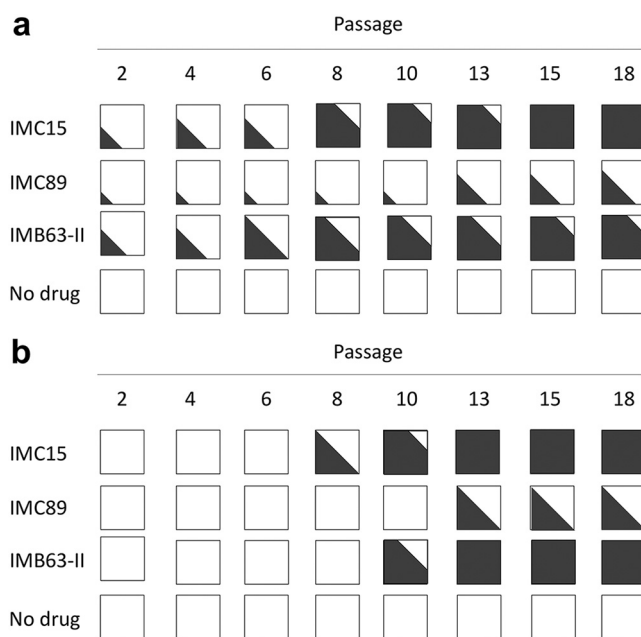 a
Passage
2 4 6 8 10 13 15 18
IMC15
IMC89
IMB63-II
No drug
b
Passage
2 4 6 8 10 13 15 18
IMC15
IMC89
IMB63-II
No drug